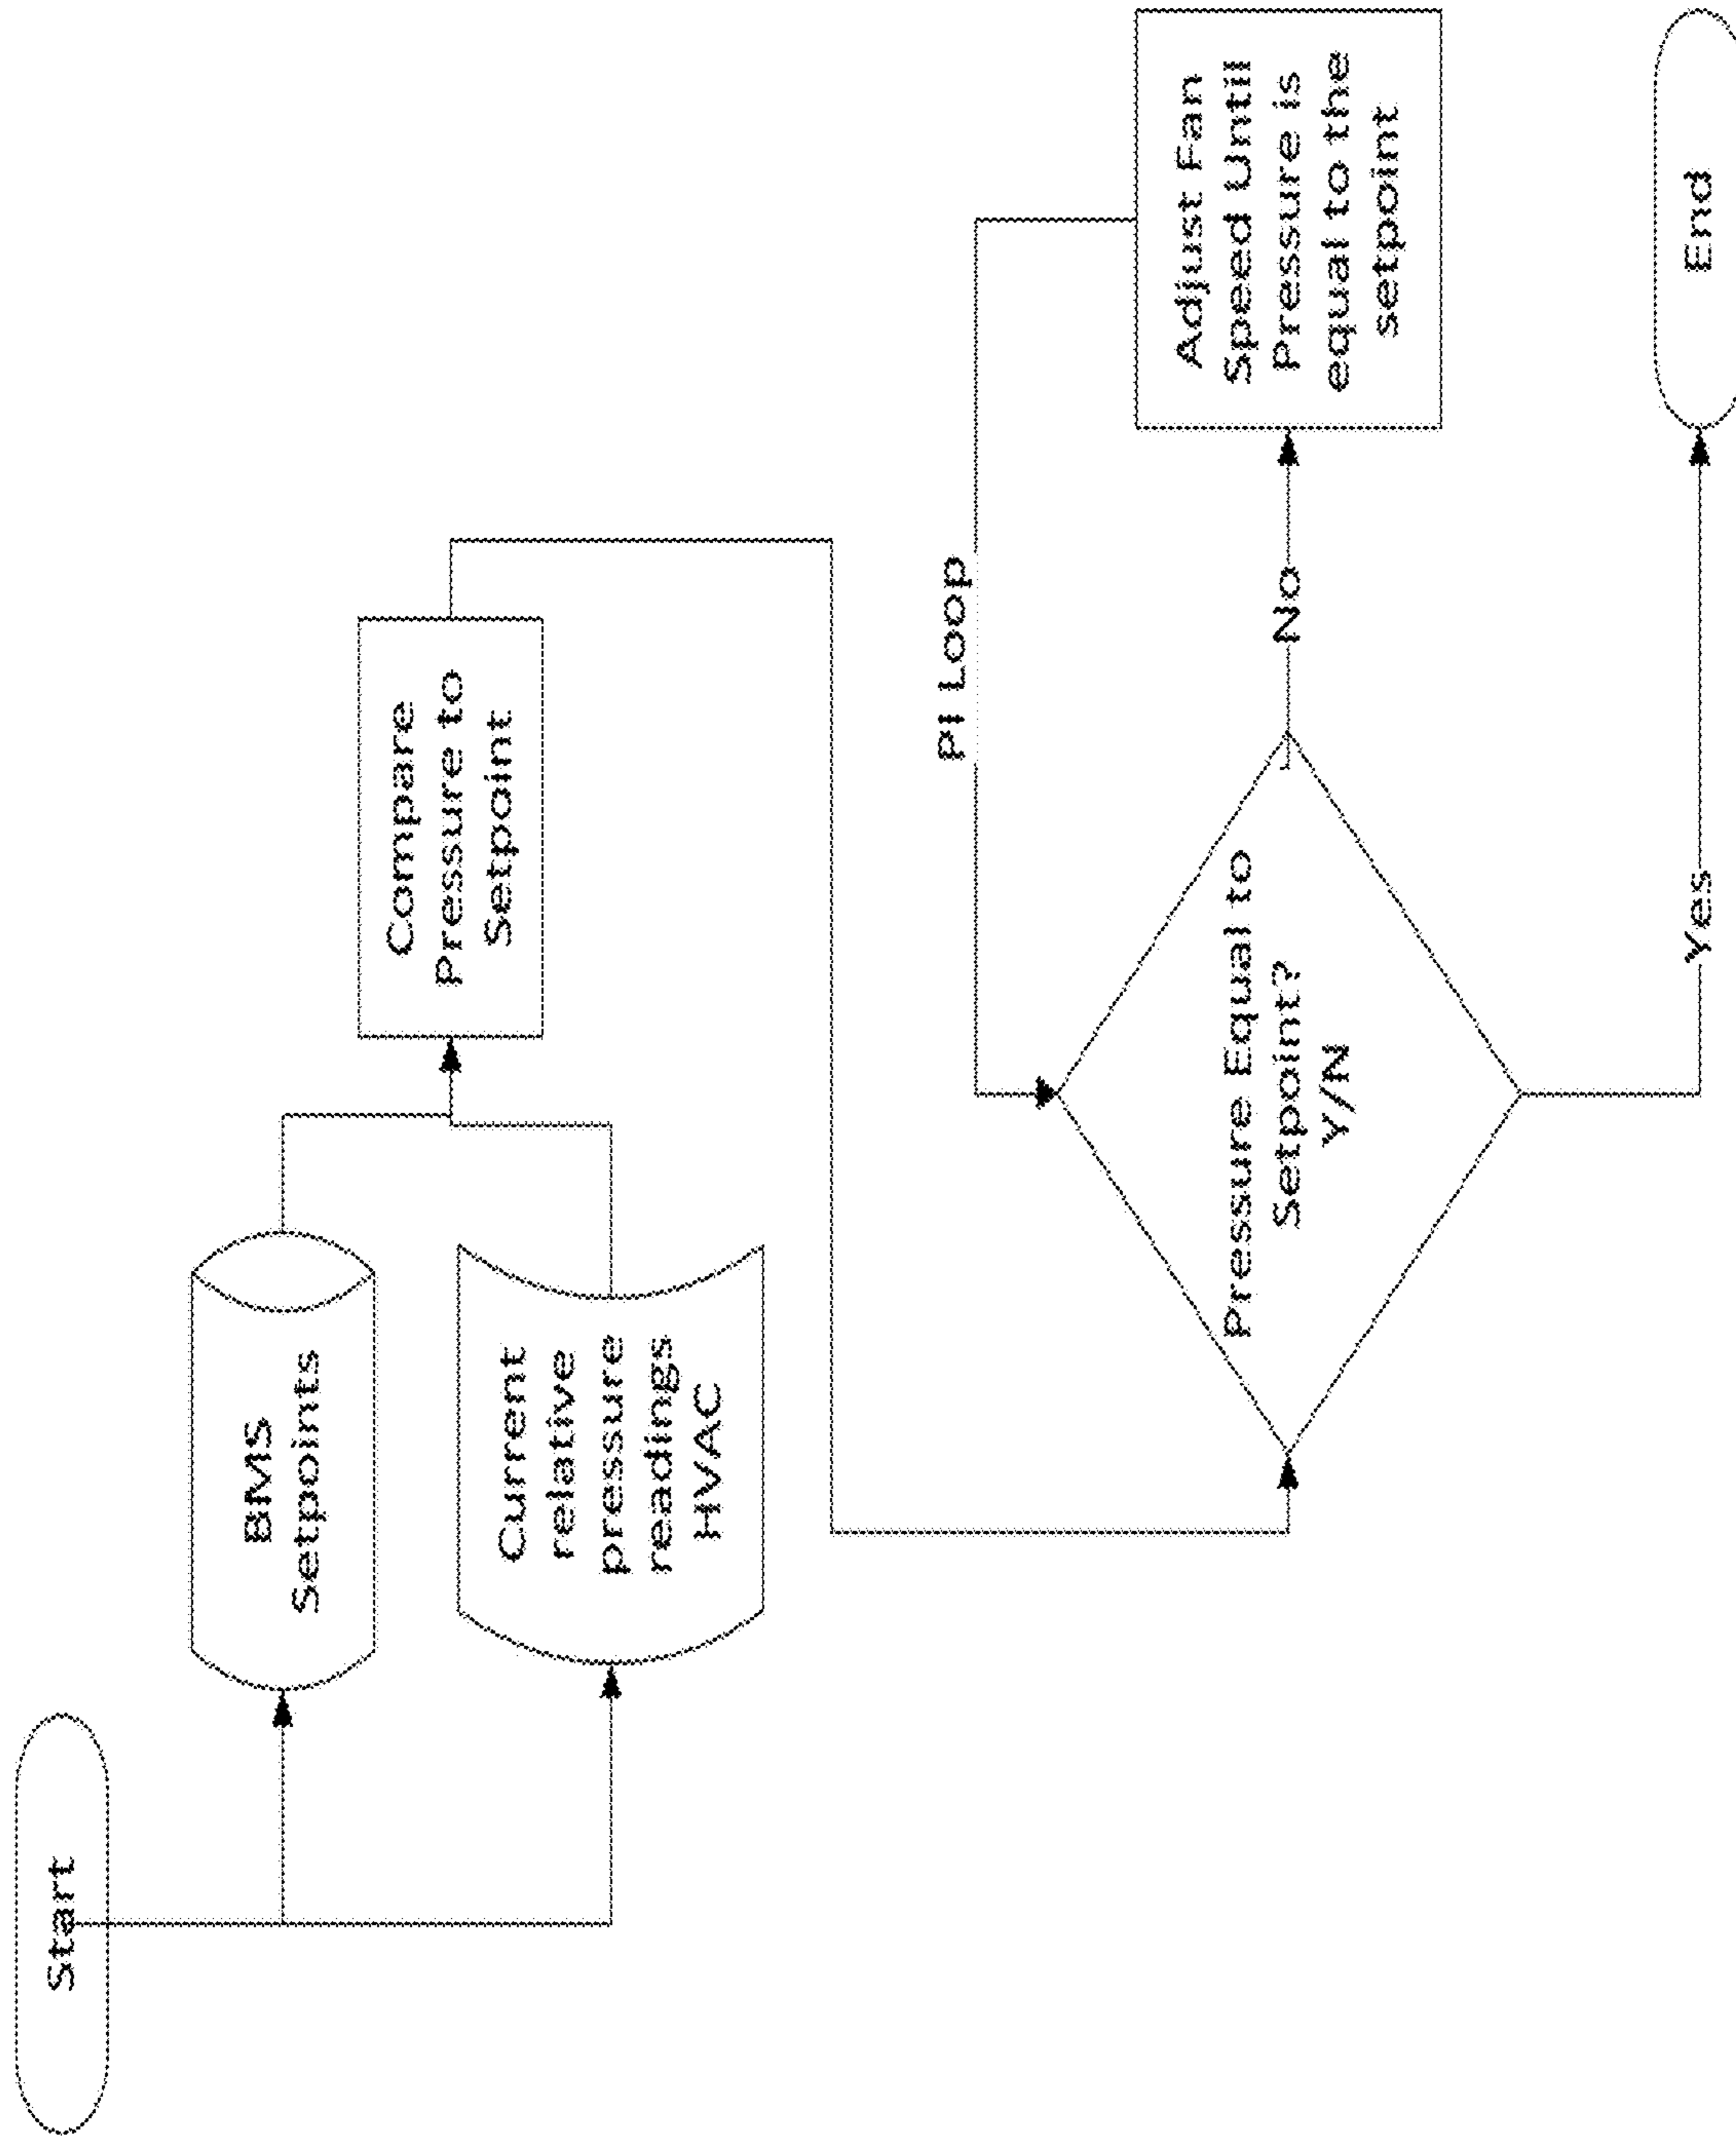 Start
BMS
Setpoints
Current
relative
pressure
readings
HVAC
Compare
Pressure to
Setpoint
PI Loop
Pressure Equal to
Setpoint?
Y/N
No
Adjust Fan
Speed Until
Pressure is
equal to the
setpoint
Yes
End